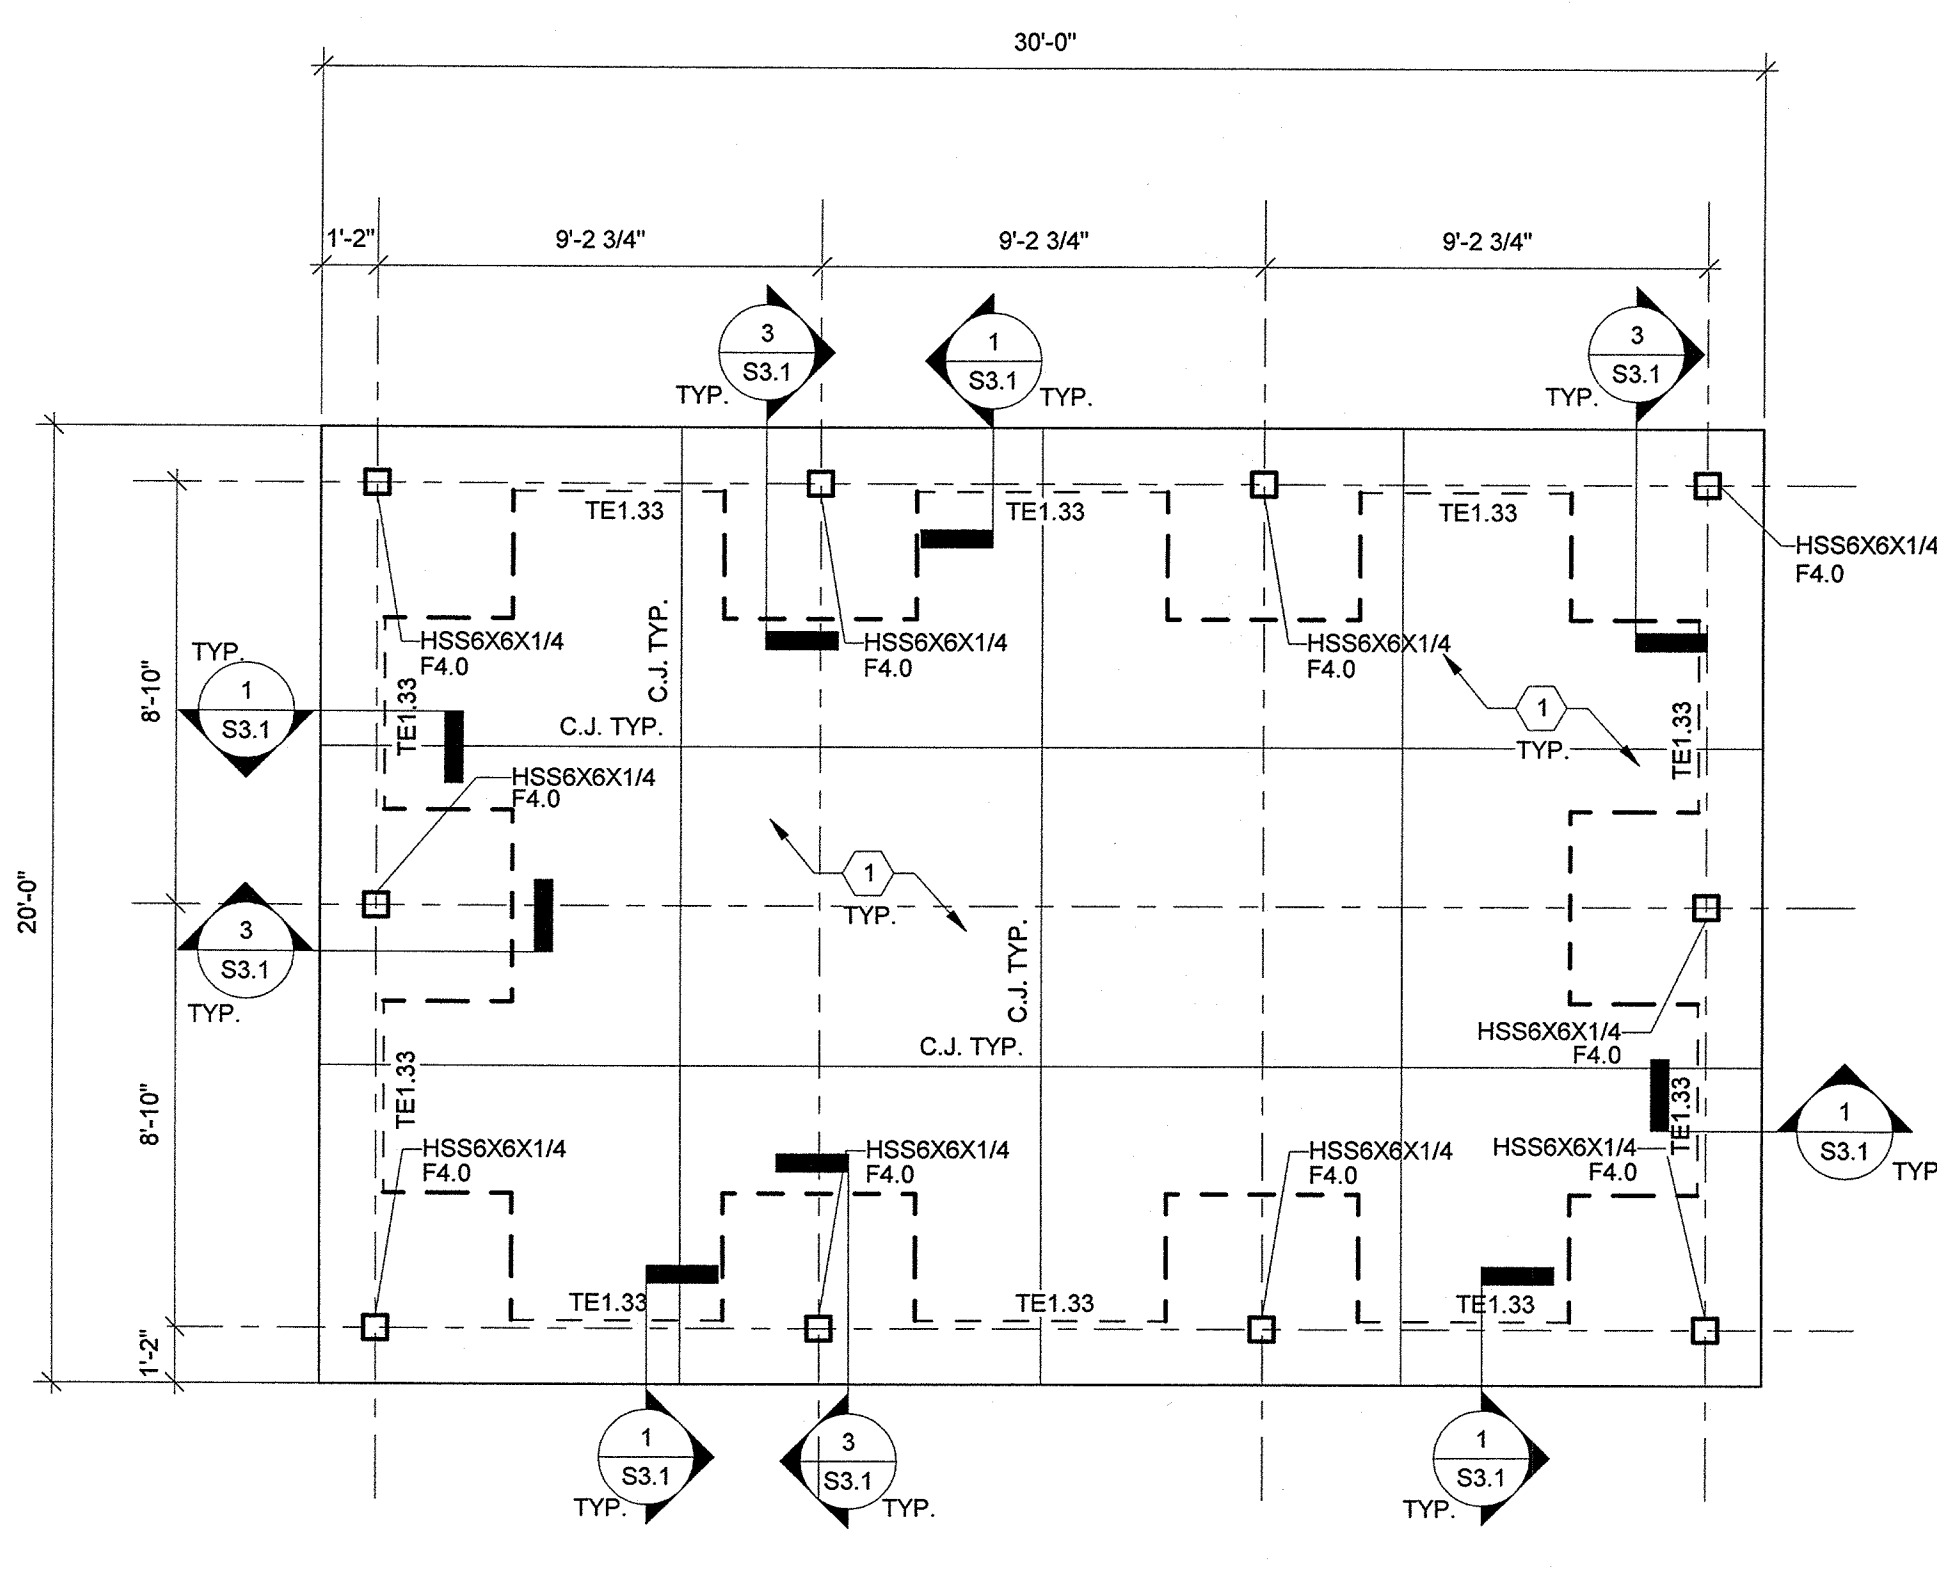 30'-0"
1'-2"
9'-2 3/4"
9'-2 3/4"
9'-2 3/4"
3
S3.1
TYP.
1
S3.1
TYP.
3
S3.1
TYP.
TE1.33
TE1.33
TE1.33
HSS6X6X1/4
F4.0
HSS6X6X1/4
F4.0
HSS6X6X1/4
F4.0
HSS6X6X1/4
F4.0
TYP.
1
S3.1
8'-10"
TE1.33
C.J. TYP.
C.J. TYP.
1
TYP.
TE1.33
HSS6X6X1/4
F4.0
20'-0"
3
S3.1
TYP.
1
TYP.
C.J. TYP.
C.J. TYP.
HSS6X6X1/4
F4.0
8'-10"
TE1.33
TE1.33
1
S3.1
TYP
HSS6X6X1/4
F4.0
HSS6X6X1/4
F4.0
HSS6X6X1/4
F4.0
HSS6X6X1/4
F4.0
1'-2"
TE1.33
TE1.33
TE1.33
1
S3.1
TYP.
3
S3.1
TYP.
1
S3.1
TYP.